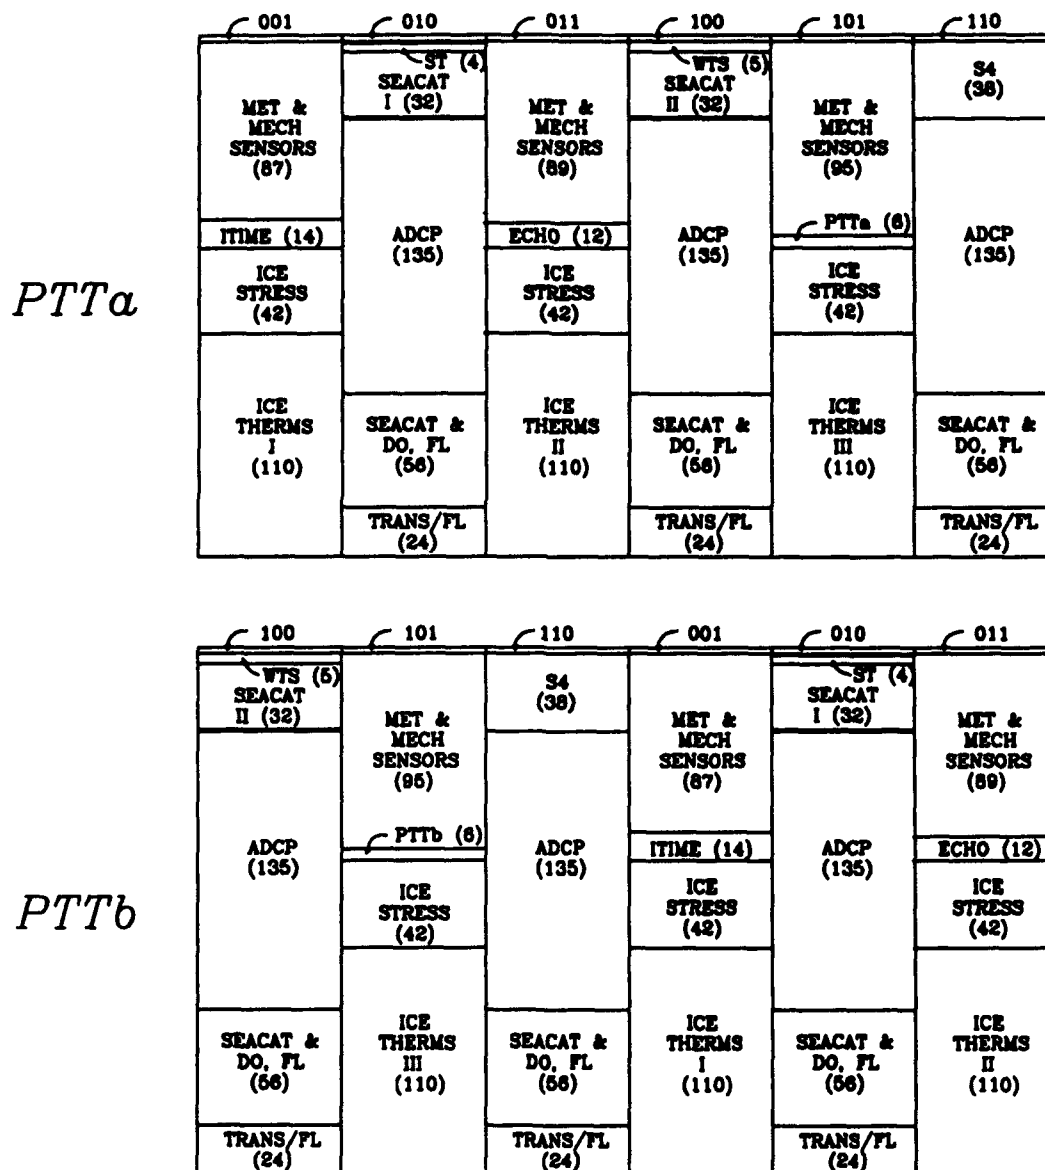 001 010 011 100 101 110
PTTa
MET &
MECH
SENSORS
(87)
ITIME (14)
ICE
STRESS
(42)
ICE
THERMS
I
(110)
ST (4)
SEACAT
I (32)
ADCP
(135)
SEACAT &
DO, FL
(56)
TRANS/FL
(24)
MET &
MECH
SENSORS
(89)
ECHO (12)
ICE
STRESS
(42)
ICE
THERMS
II
(110)
WTS (5)
SEACAT
II (32)
ADCP
(135)
SEACAT &
DO, FL
(56)
TRANS/FL
(24)
MET &
MECH
SENSORS
(95)
PTTa (6)
ICE
STRESS
(42)
ICE
THERMS
III
(110)
S4
(38)
ADCP
(135)
SEACAT &
DO, FL
(56)
TRANS/FL
(24)
100 101 110 001 010 011
PTTb
WTS (5)
SEACAT
II (32)
ADCP
(135)
SEACAT &
DO, FL
(56)
TRANS/FL
(24)
MET &
MECH
SENSORS
(95)
PTTb (6)
ICE
STRESS
(42)
ICE
THERMS
III
(110)
S4
(38)
ADCP
(135)
SEACAT &
DO, FL
(56)
TRANS/FL
(24)
MET &
MECH
SENSORS
(87)
ITIME (14)
ICE
STRESS
(42)
ICE
THERMS
I
(110)
ST (4)
SEACAT
I (32)
ADCP
(135)
SEACAT &
DO, FL
(56)
TRANS/FL
(24)
MET &
MECH
SENSORS
(89)
ECHO (12)
ICE
STRESS
(42)
ICE
THERMS
II
(110)